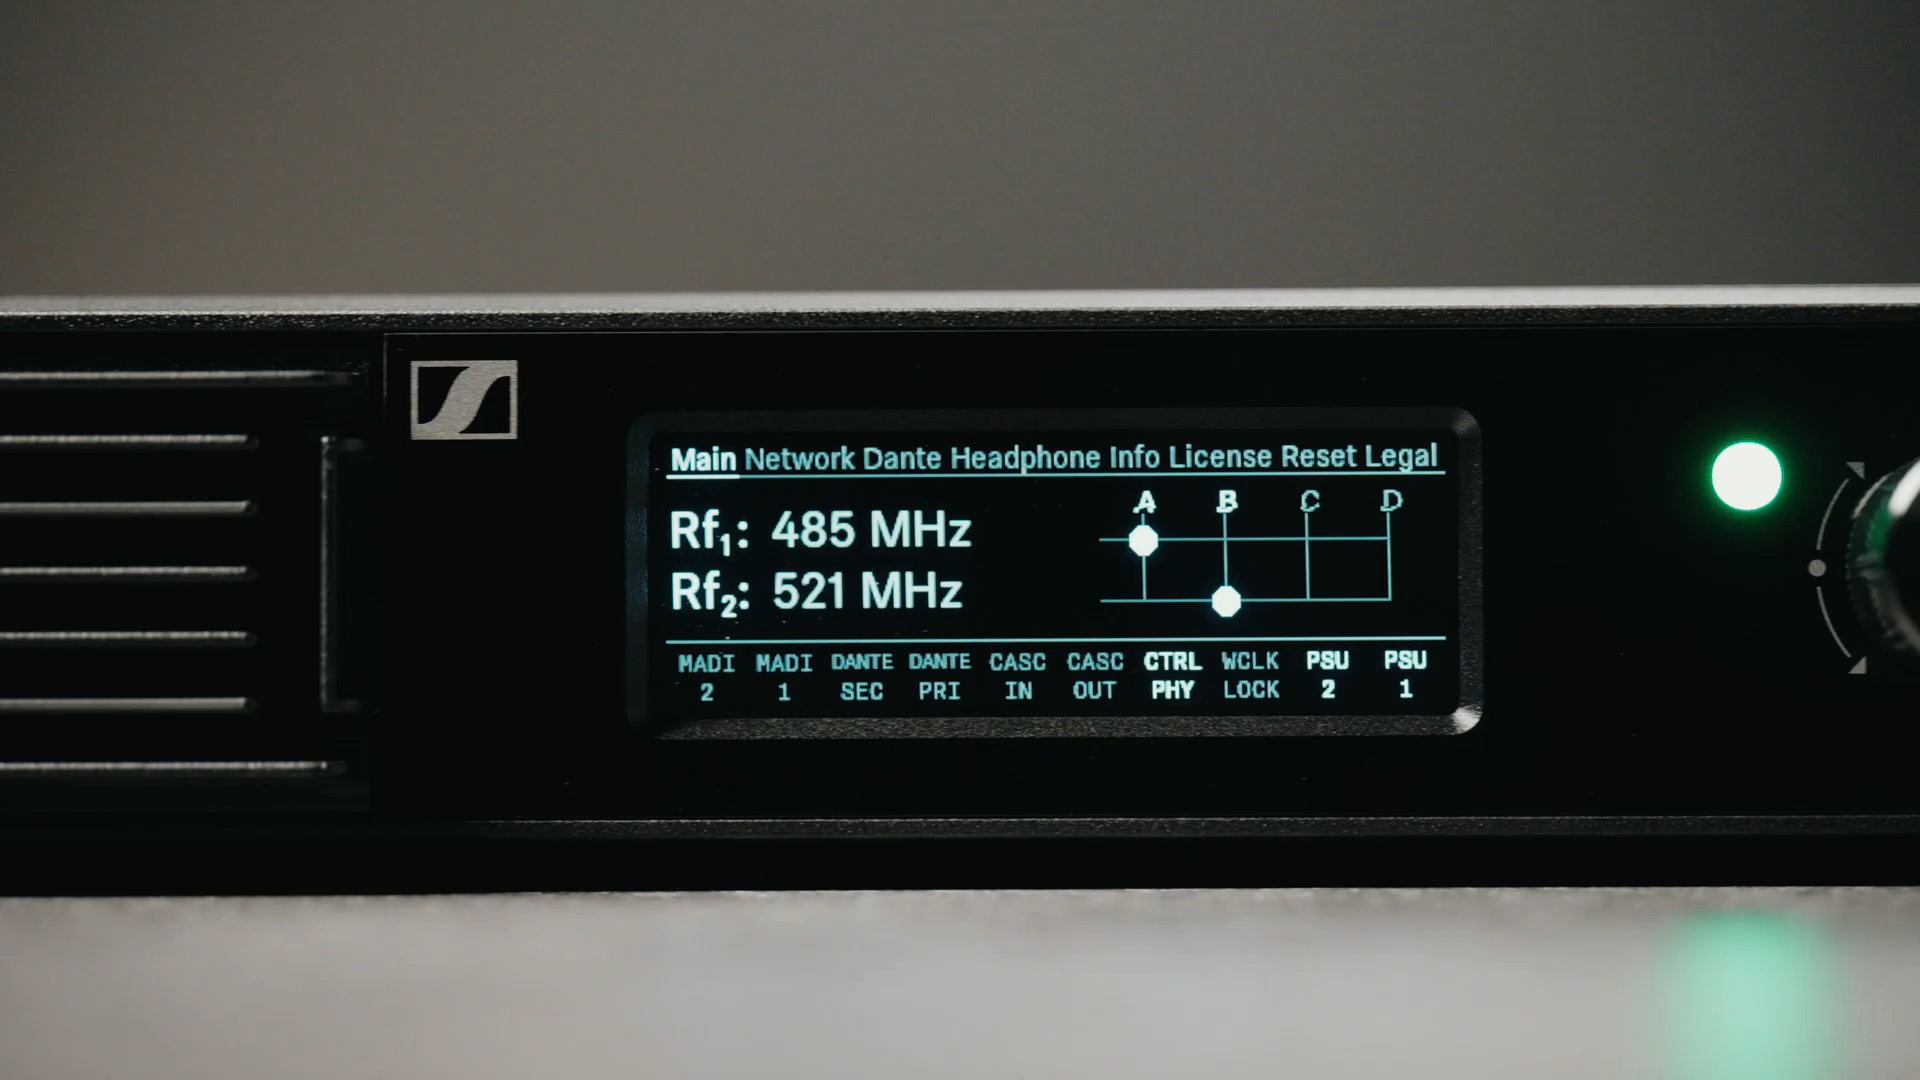 Main Network Dante Headphone Info License Reset Legal
A B C D
Rf₁: 485 MHz
Rf₂: 521 MHz
MADI 2
MADI 1
DANTE SEC
DANTE PRI
CASC IN
CASC OUT
CTRL PHY
WCLK LOCK
PSU 2
PSU 1